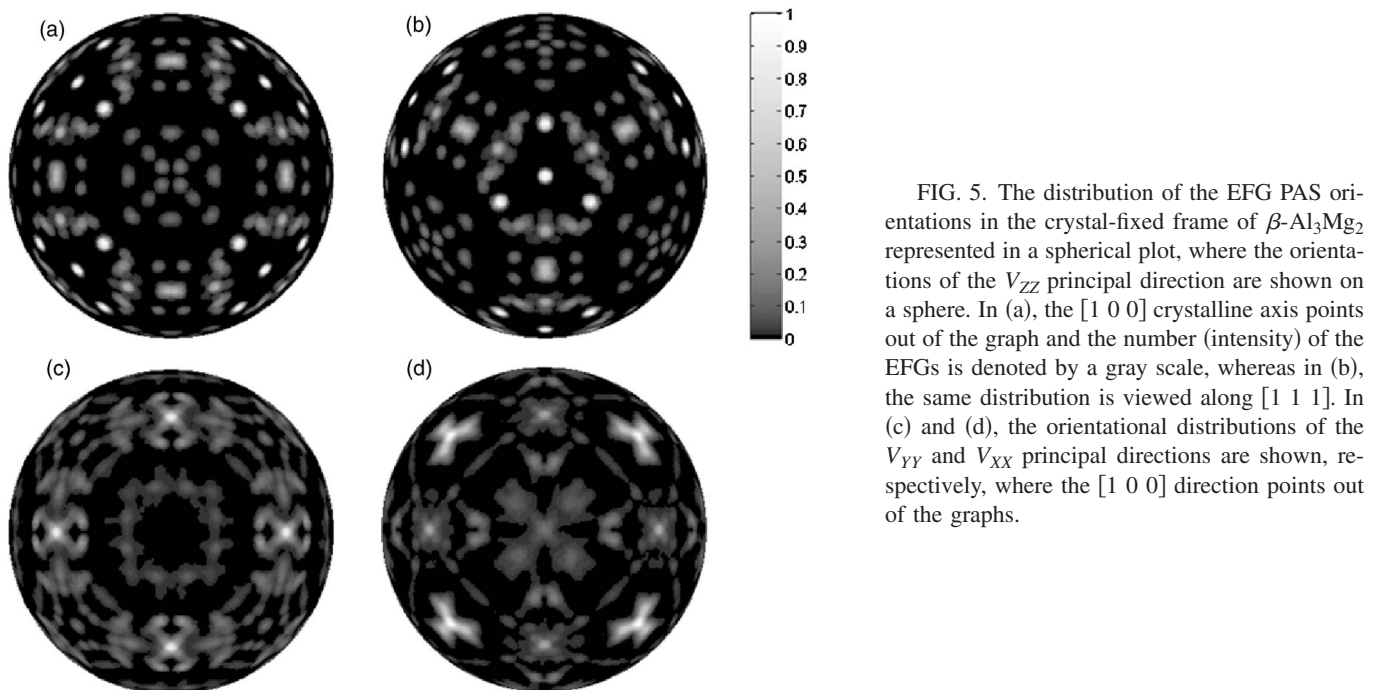 (a)
(b)
1
0.9
0.8
0.7
0.6
0.5
0.4
0.3
0.2
0.1
0
(c)
(d)
FIG. 5. The distribution of the EFG PAS ori-
entations in the crystal-fixed frame of β-Al₃Mg₂
represented in a spherical plot, where the orienta-
tions of the V_ZZ principal direction are shown on
a sphere. In (a), the [1 0 0] crystalline axis points
out of the graph and the number (intensity) of the
EFGs is denoted by a gray scale, whereas in (b),
the same distribution is viewed along [1 1 1]. In
(c) and (d), the orientational distributions of the
V_YY and V_XX principal directions are shown, re-
spectively, where the [1 0 0] direction points out
of the graphs.